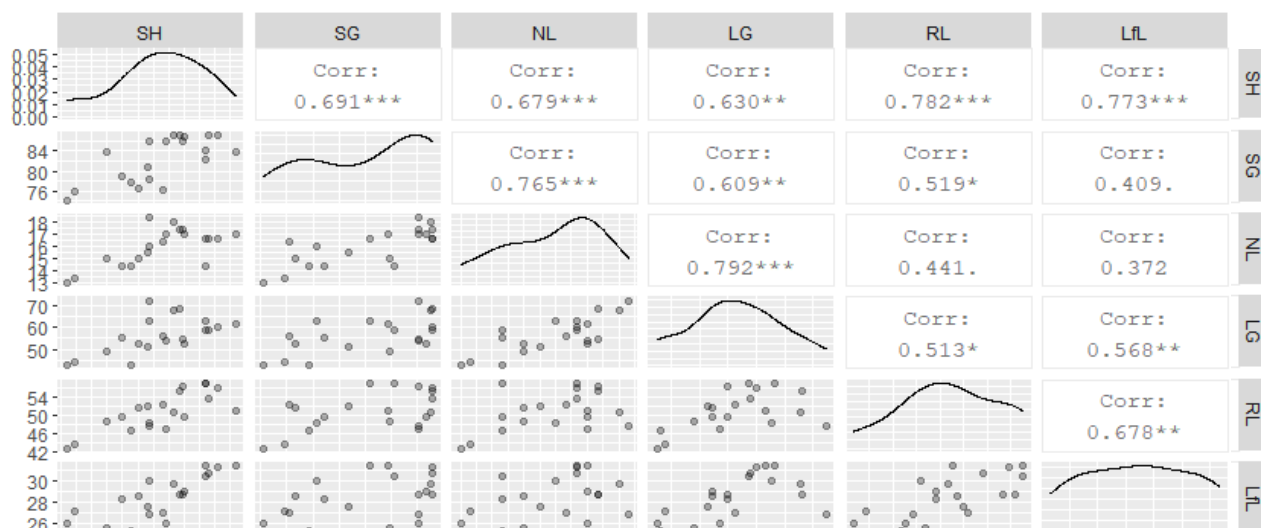 SH SG NL LG RL LfL
0.05
0.04
0.03
0.02
0.01
0.00
Corr: Corr: Corr: Corr: Corr:
0.691*** 0.679*** 0.630** 0.782*** 0.773***
SH
84
80
76
Corr: Corr: Corr: Corr:
0.765*** 0.609** 0.519* 0.409.
SG
18
17
16
15
14
13
Corr: Corr: Corr:
0.792*** 0.441. 0.372
NL
70
60
50
Corr: Corr:
0.513* 0.568**
LG
54
50
46
42
Corr:
0.678**
RL
30
28
26
LfL